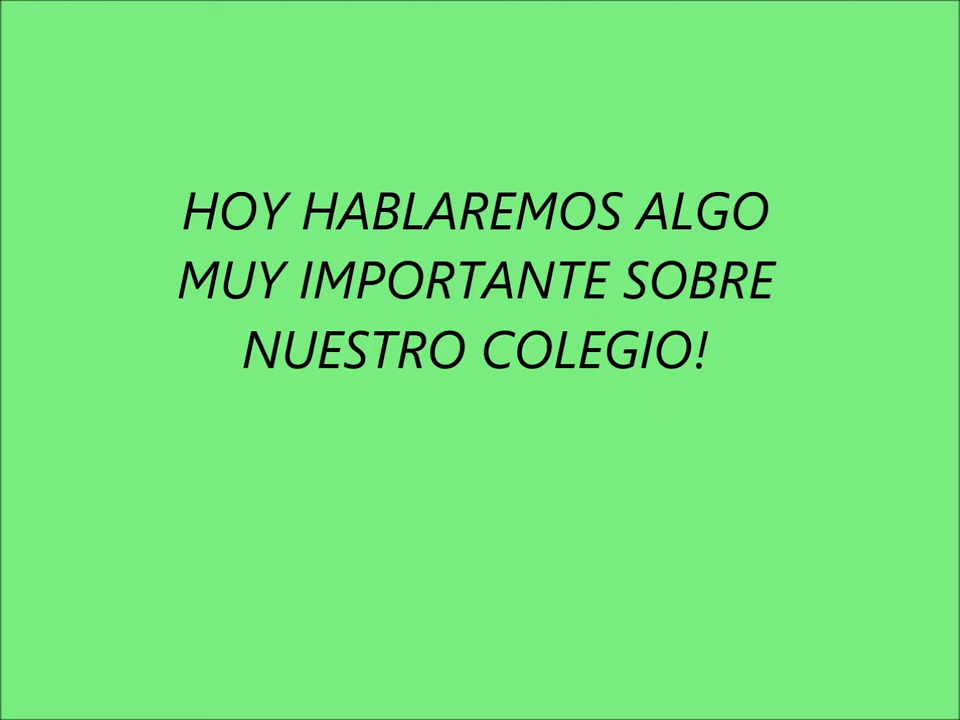 HOY HABLAREMOS ALGO
MUY IMPORTANTE SOBRE
NUESTRO COLEGIO!